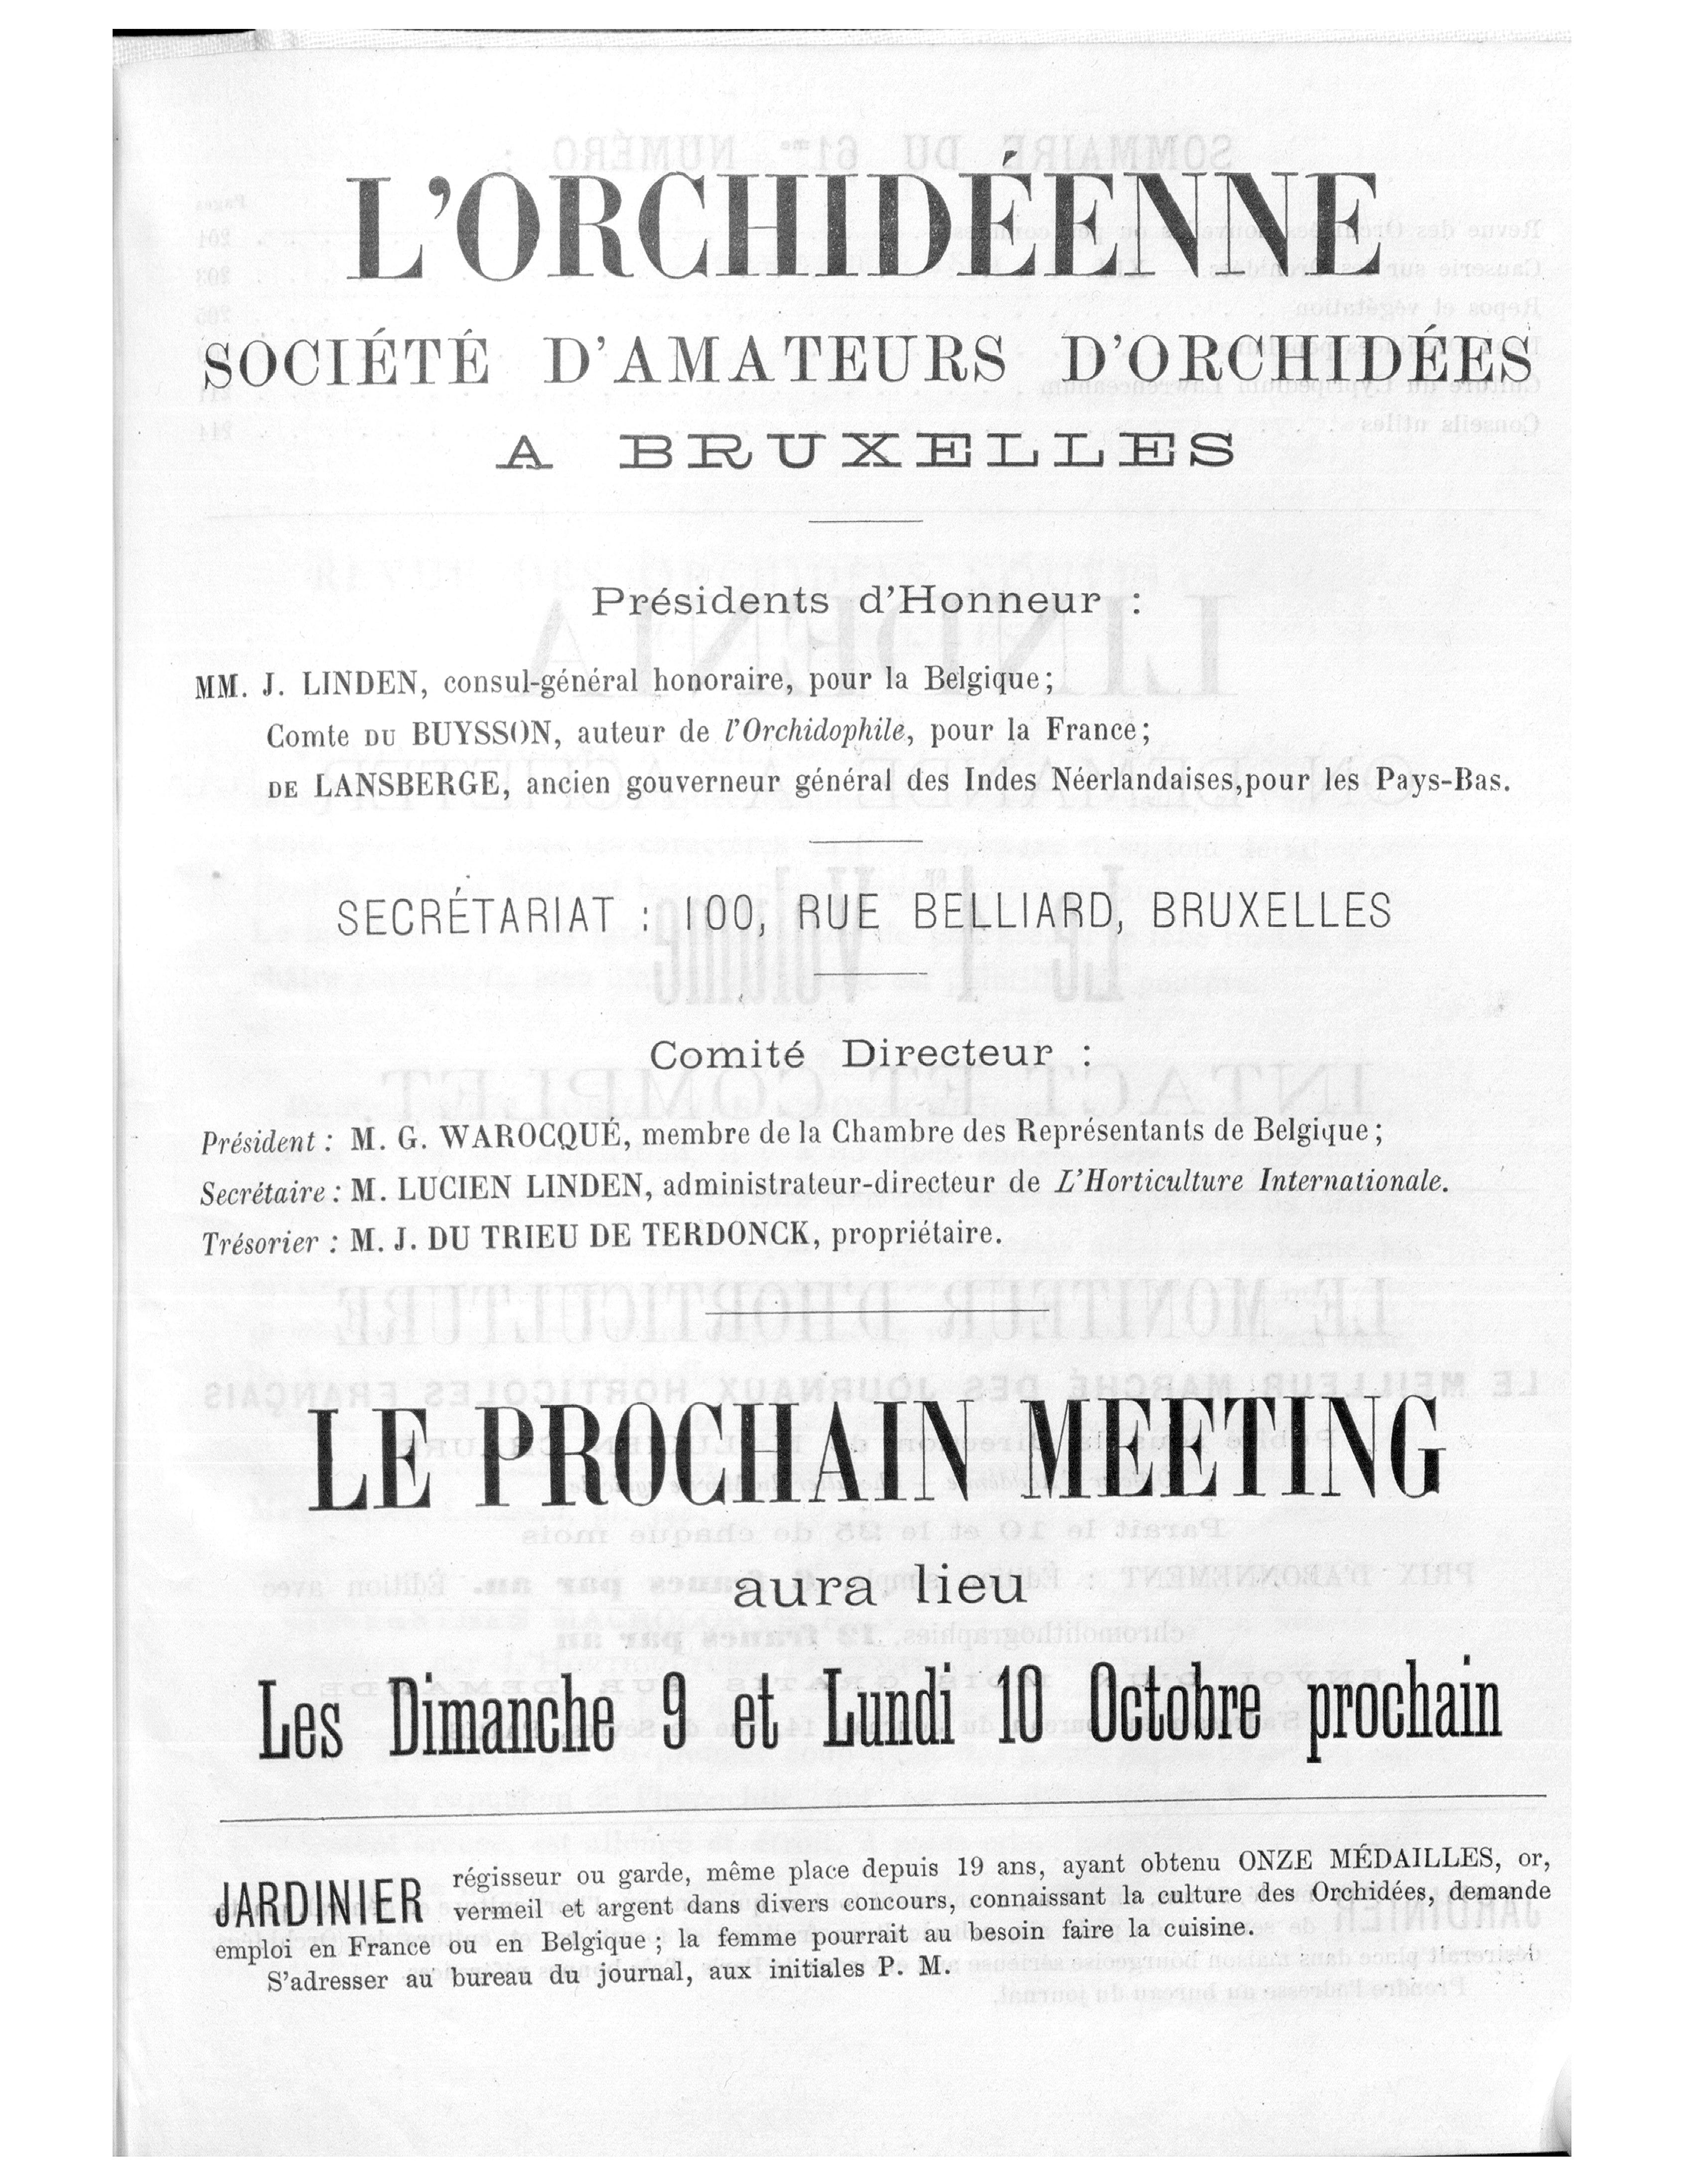 L'ORCHIDÉENNE
SOCIÉTÉ D'AMATEURS D'ORCHIDÉES
A BRUXELLES
Présidents d'Honneur :
MM. J. LINDEN, consul-général honoraire, pour la Belgique;
Comte DU BUYSSON, auteur de l'Orchidophile, pour la France;
DE LANSBERGE, ancien gouverneur général des Indes Néerlandaises, pour les Pays-Bas.
SECRÉTARIAT : 100, RUE BELLIARD, BRUXELLES
Comité Directeur :
Président : M. G. WAROCQUÉ, membre de la Chambre des Représentants de Belgique;
Secrétaire : M. LUCIEN LINDEN, administrateur-directeur de L'Horticulture Internationale.
Trésorier : M. J. DU TRIEU DE TERDONCK, propriétaire.
LE PROCHAIN MEETING
aura lieu
Les Dimanche 9 et Lundi 10 Octobre prochain
JARDINIER régisseur ou garde, même place depuis 19 ans, ayant obtenu ONZE MÉDAILLES, or,
vermeil et argent dans divers concours, connaissant la culture des Orchidées, demande
emploi en France ou en Belgique ; la femme pourrait au besoin faire la cuisine.
S'adresser au bureau du journal, aux initiales P. M.